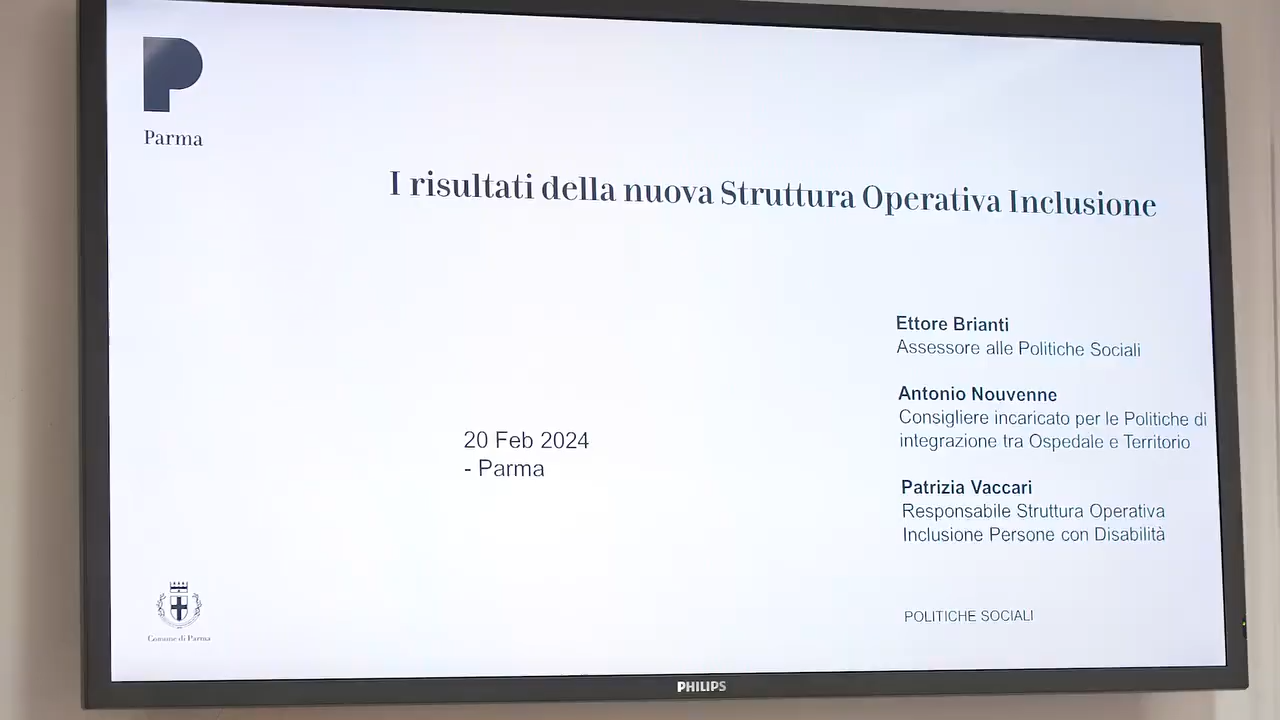 Parma
I risultati della nuova Struttura Operativa Inclusione
Ettore Brianti
Assessore alle Politiche Sociali
Antonio Nouvenne
Consigliere incaricato per le Politiche di
integrazione tra Ospedale e Territorio
20 Feb 2024
- Parma
Patrizia Vaccari
Responsabile Struttura Operativa
Inclusione Persone con Disabilità
POLITICHE SOCIALI
Comune di Parma
PHILIPS